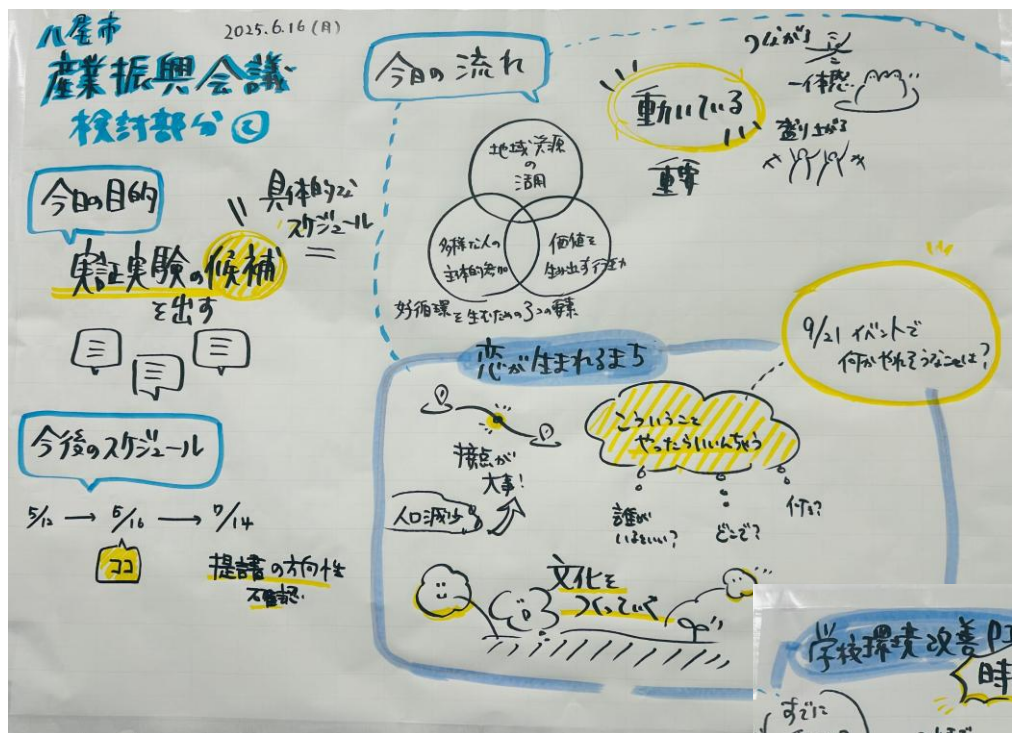 八尾市
2025.6.16(月)
産業振興会議
検討部会②
今日の目的
具体的な
スケジュール
実証実験の候補
を出す
今後のスケジュール
5/12 → 6/16 → 7/14
ココ
提言書の方向性
確認
今日の流れ
地域資源
の
活用
多様な人の
主体的参加
価値を
生み出す行動力
好循環を生むための3つの要素
動いている
重要
つながる
一体感
盛り上がる
恋が生まれるまち
9/21 イベントで
何かやれそうなことは?
接点が
大事!
人口減少
こういうこと
やったらいいんちゃう
誰が
いるといい?
どこで?
何を?
文化を
つくっていく
学校環境改善PJ
時
すでに